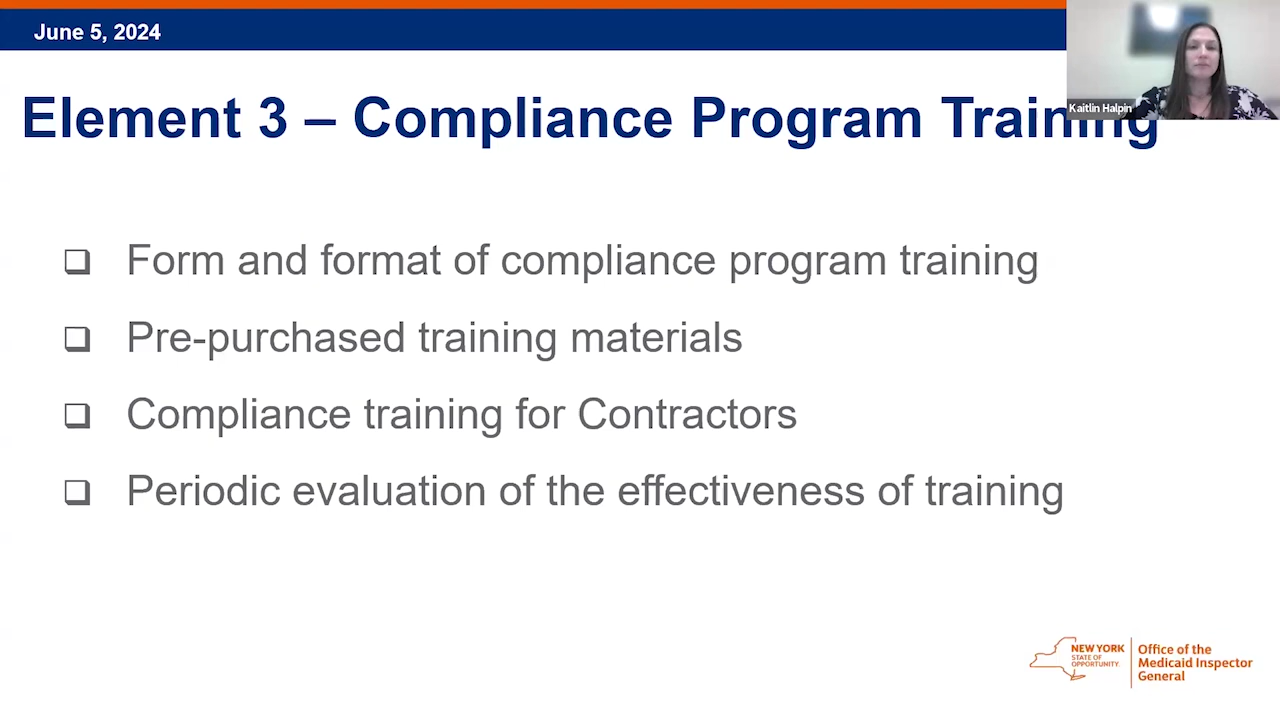 June 5, 2024
Kaitlin Halpin
Element 3 – Compliance Program Training
❑ Form and format of compliance program training
❑ Pre-purchased training materials
❑ Compliance training for Contractors
❑ Periodic evaluation of the effectiveness of training
NEW YORK
STATE OF
OPPORTUNITY.
Office of the
Medicaid Inspector
General